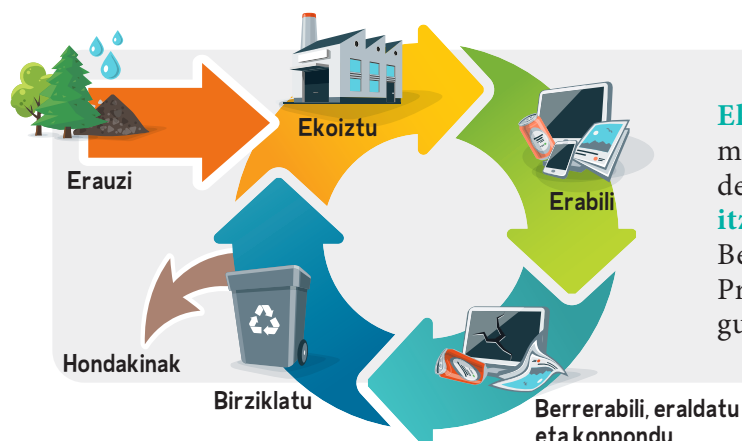 Erauzi
Ekoiztu
Erabili
Berrerabili, eraldatu
eta konpondu
Birziklatu
Hondakinak